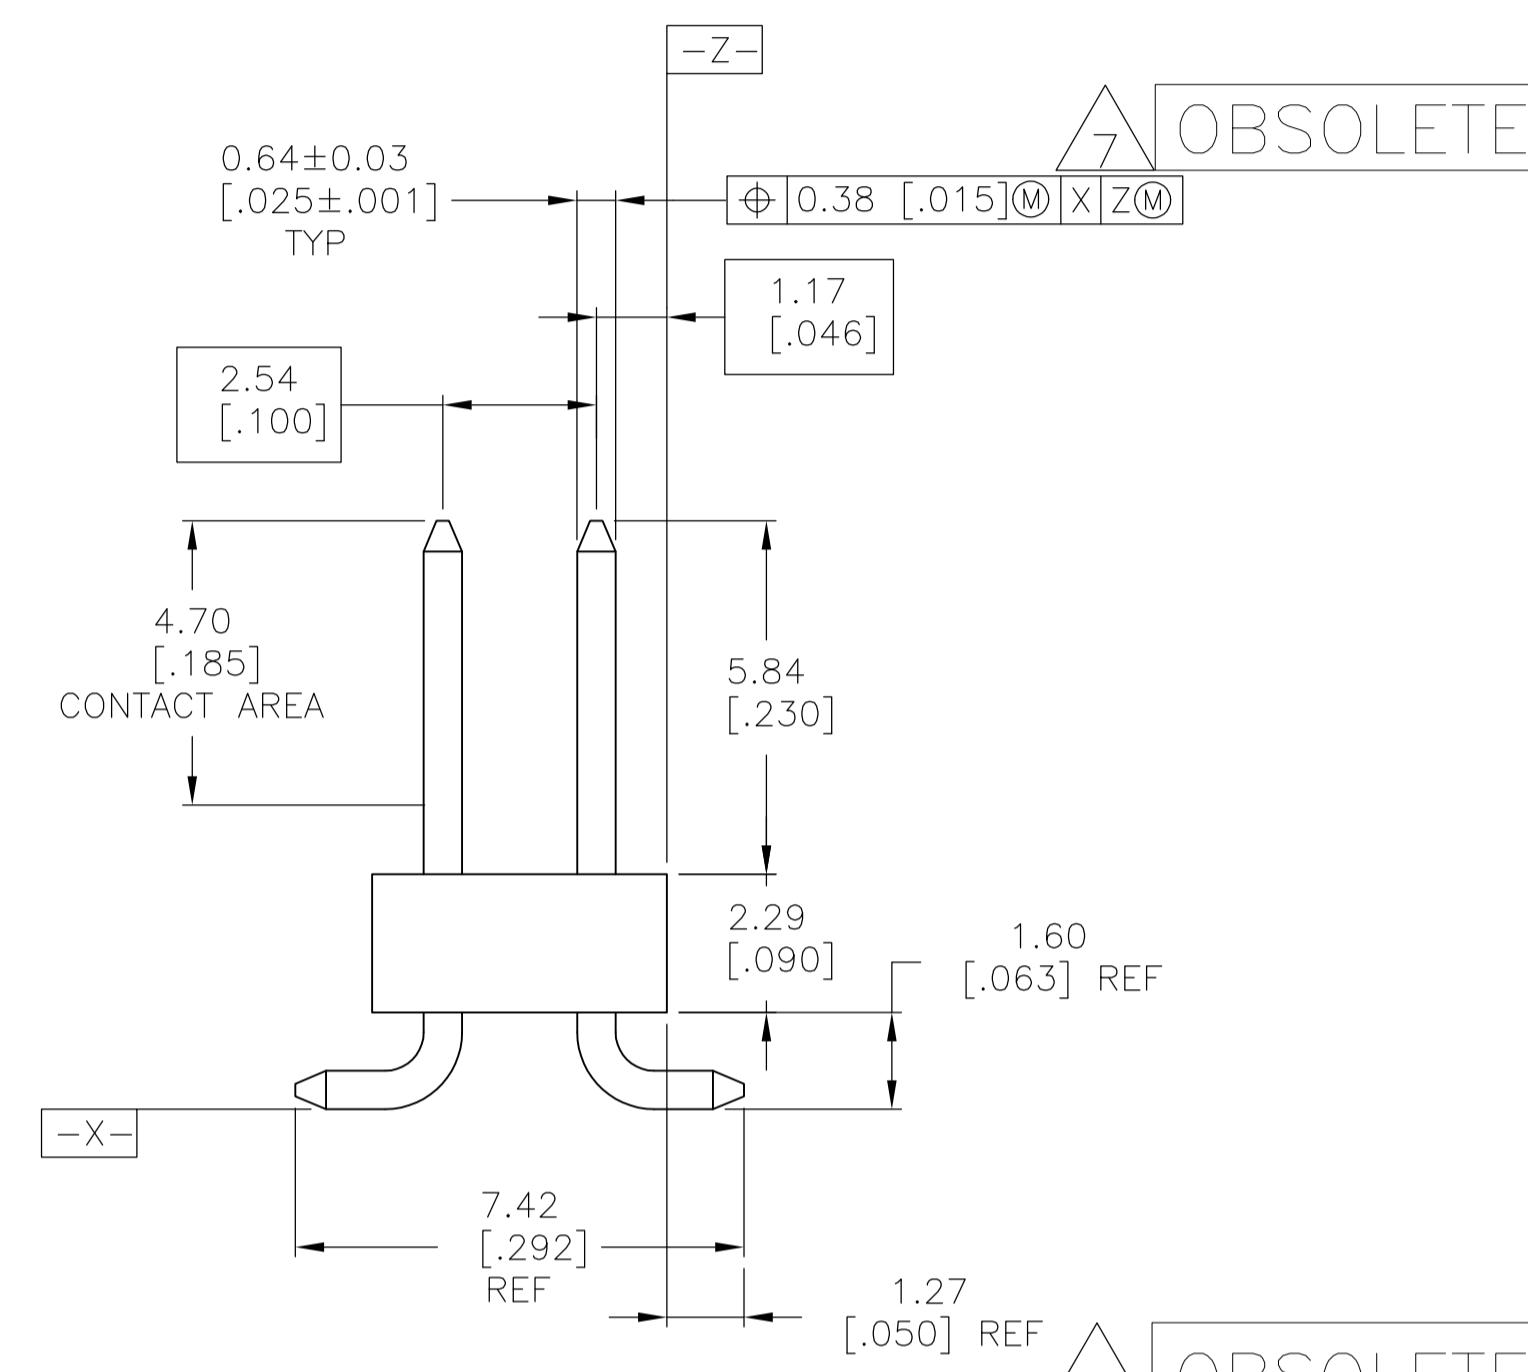 -Z-
7 OBSOLETE
0.64±0.03
[.025±.001]
TYP
⌖ 0.38 [.015]Ⓜ X ZⓂ
1.17
[.046]
2.54
[.100]
4.70
[.185]
CONTACT AREA
5.84
[.230]
2.29
[.090]
1.60
[.063] REF
-X-
7.42
[.292]
REF
1.27
[.050] REF
OBSOLETE